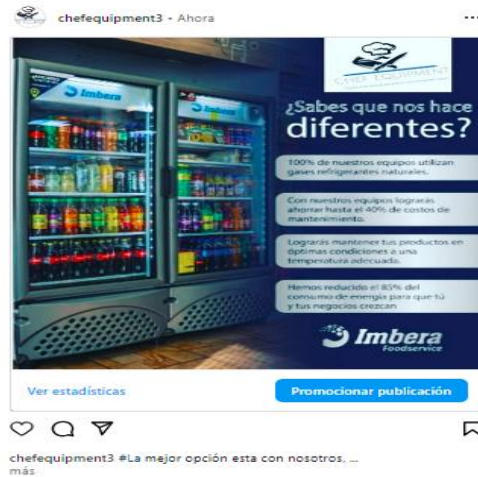 chefequipment3 • Ahora
CHEF EQUIPMENT
Imbera
Imbera
¿Sabes que nos hace
diferentes?
100% de nuestros equipos utilizan
gases refrigerantes naturales.
Con nuestros equipos lograrás
ahorrar hasta el 40% de costos de
mantenimiento.
Lograrás mantener tus productos en
óptimas condiciones a una
temperatura adecuada.
Hemos reducido el 85% del
consumo de energía para que tú
y tus negocios crezcan
Imbera
Foodservice
Ver estadísticas
Promocionar publicación
chefequipment3 #La mejor opción esta con nosotros, ...
más